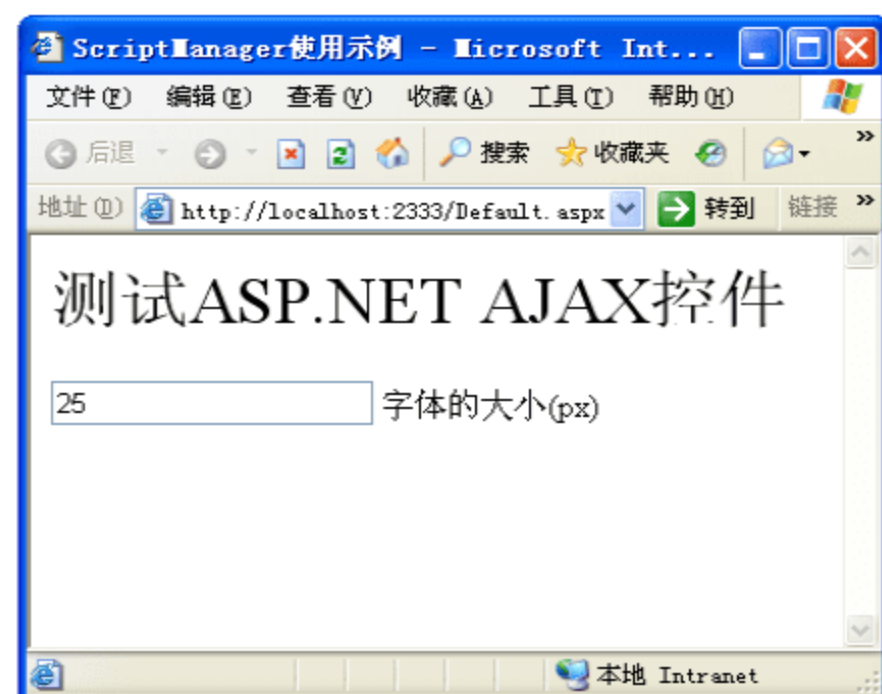 ScriptManager使用示例 - Microsoft Int...
文件(F) 编辑(E) 查看(V) 收藏(A) 工具(T) 帮助(H)
后退 搜索 收藏夹 »
地址(D) http://localhost:2333/Default.aspx 转到 链接 »
测试ASP.NET AJAX控件
25 字体的大小(px)
本地 Intranet